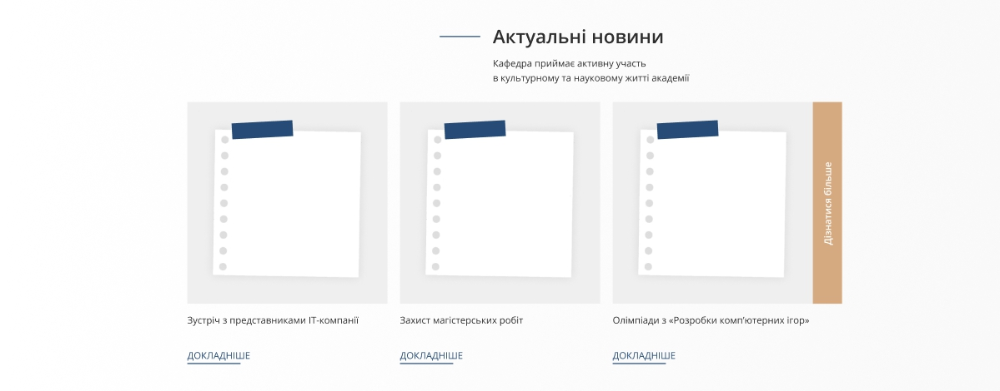 Актуальні новини
Кафедра приймає активну участь
в культурному та науковому житті академії
Дізнатися більше
Зустріч з представниками ІТ-компанії
Захист магістерських робіт
Олімпіади з «Розробки комп'ютерних ігор»
ДОКЛАДНІШЕ
ДОКЛАДНІШЕ
ДОКЛАДНІШЕ